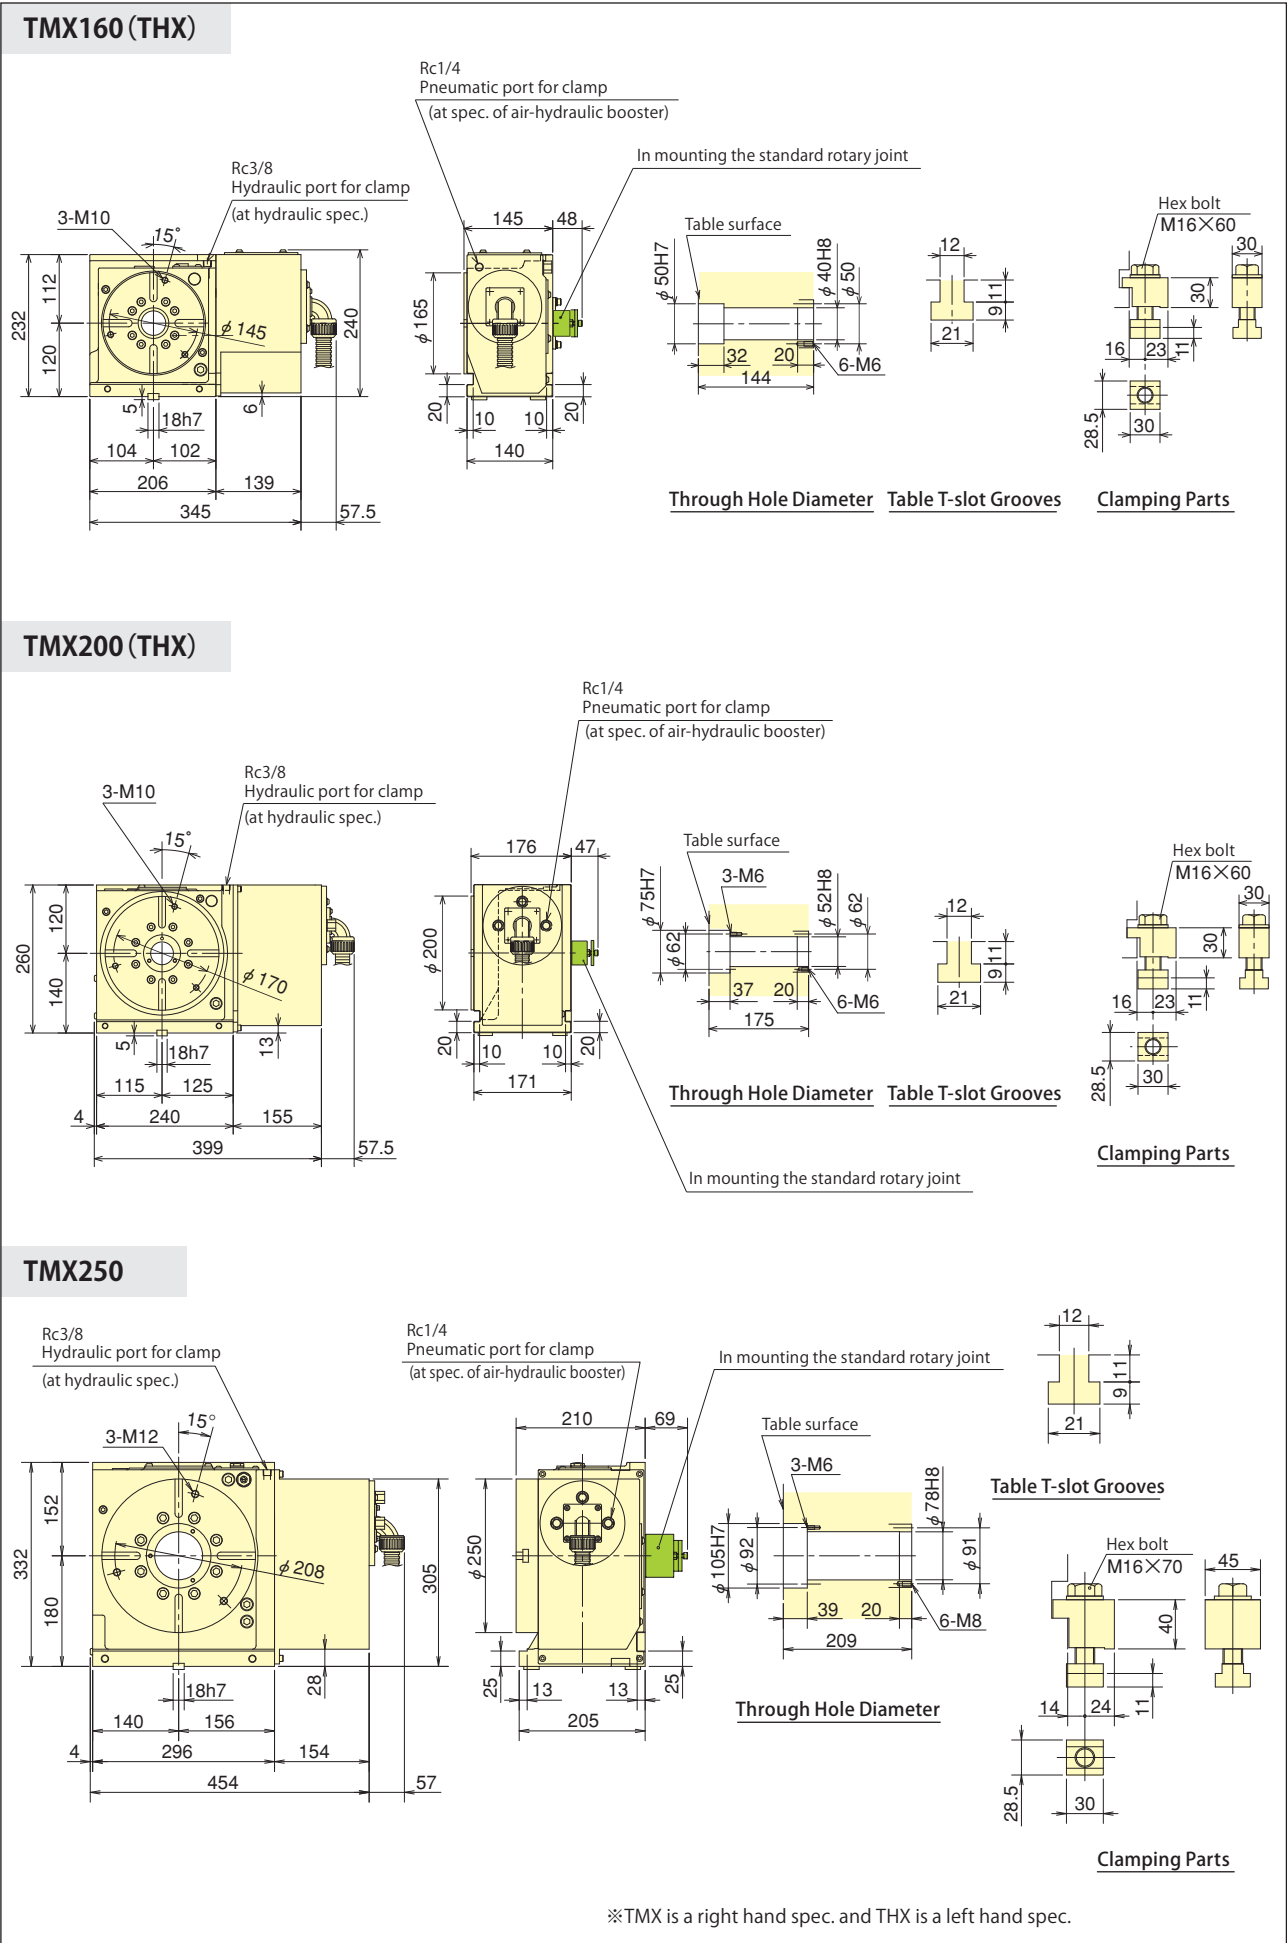 TMX160 (THX)
Rc1/4
Pneumatic port for clamp
(at spec. of air-hydraulic booster)
In mounting the standard rotary joint
Rc3/8
Hydraulic port for clamp
(at hydraulic spec.)
3-M10
15°
232
112
120
φ145
240
5
18h7
6
104
102
206
139
345
57.5
145
48
φ165
20
10
10
20
140
Table surface
φ50H7
φ40H8
φ50
32
20
6-M6
144
Through Hole Diameter
12
11
9
21
Table T-slot Grooves
Hex bolt
M16×60
30
30
16
23
11
28.5
30
Clamping Parts
TMX200 (THX)
Rc1/4
Pneumatic port for clamp
(at spec. of air-hydraulic booster)
Rc3/8
Hydraulic port for clamp
(at hydraulic spec.)
3-M10
15°
260
120
140
φ170
5
18h7
13
115
125
4
240
155
399
57.5
176
47
φ200
20
10
10
20
171
Table surface
3-M6
φ75H7
φ62
φ52H8
φ62
37
20
6-M6
175
Through Hole Diameter
12
11
9
21
Table T-slot Grooves
Hex bolt
M16×60
30
30
16
23
11
28.5
30
Clamping Parts
In mounting the standard rotary joint
TMX250
Rc3/8
Hydraulic port for clamp
(at hydraulic spec.)
Rc1/4
Pneumatic port for clamp
(at spec. of air-hydraulic booster)
In mounting the standard rotary joint
3-M12
15°
332
152
180
φ208
305
18h7
28
140
156
4
296
154
454
57
210
69
φ250
25
13
13
25
205
Table surface
3-M6
φ105H7
φ92
φ78H8
φ91
39
20
6-M8
209
Through Hole Diameter
12
11
9
21
Table T-slot Grooves
Hex bolt
M16×70
45
40
14
24
11
28.5
30
Clamping Parts
※TMX is a right hand spec. and THX is a left hand spec.